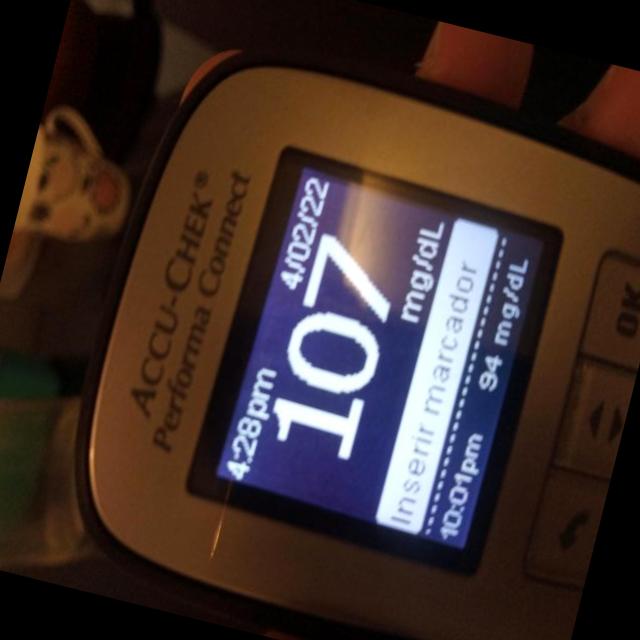 ACCU-CHEK®
Performa Connect
4:28pm 4/02/22
107
mg/dL
Inserir marcador
10:01pm 94 mg/dL
OK